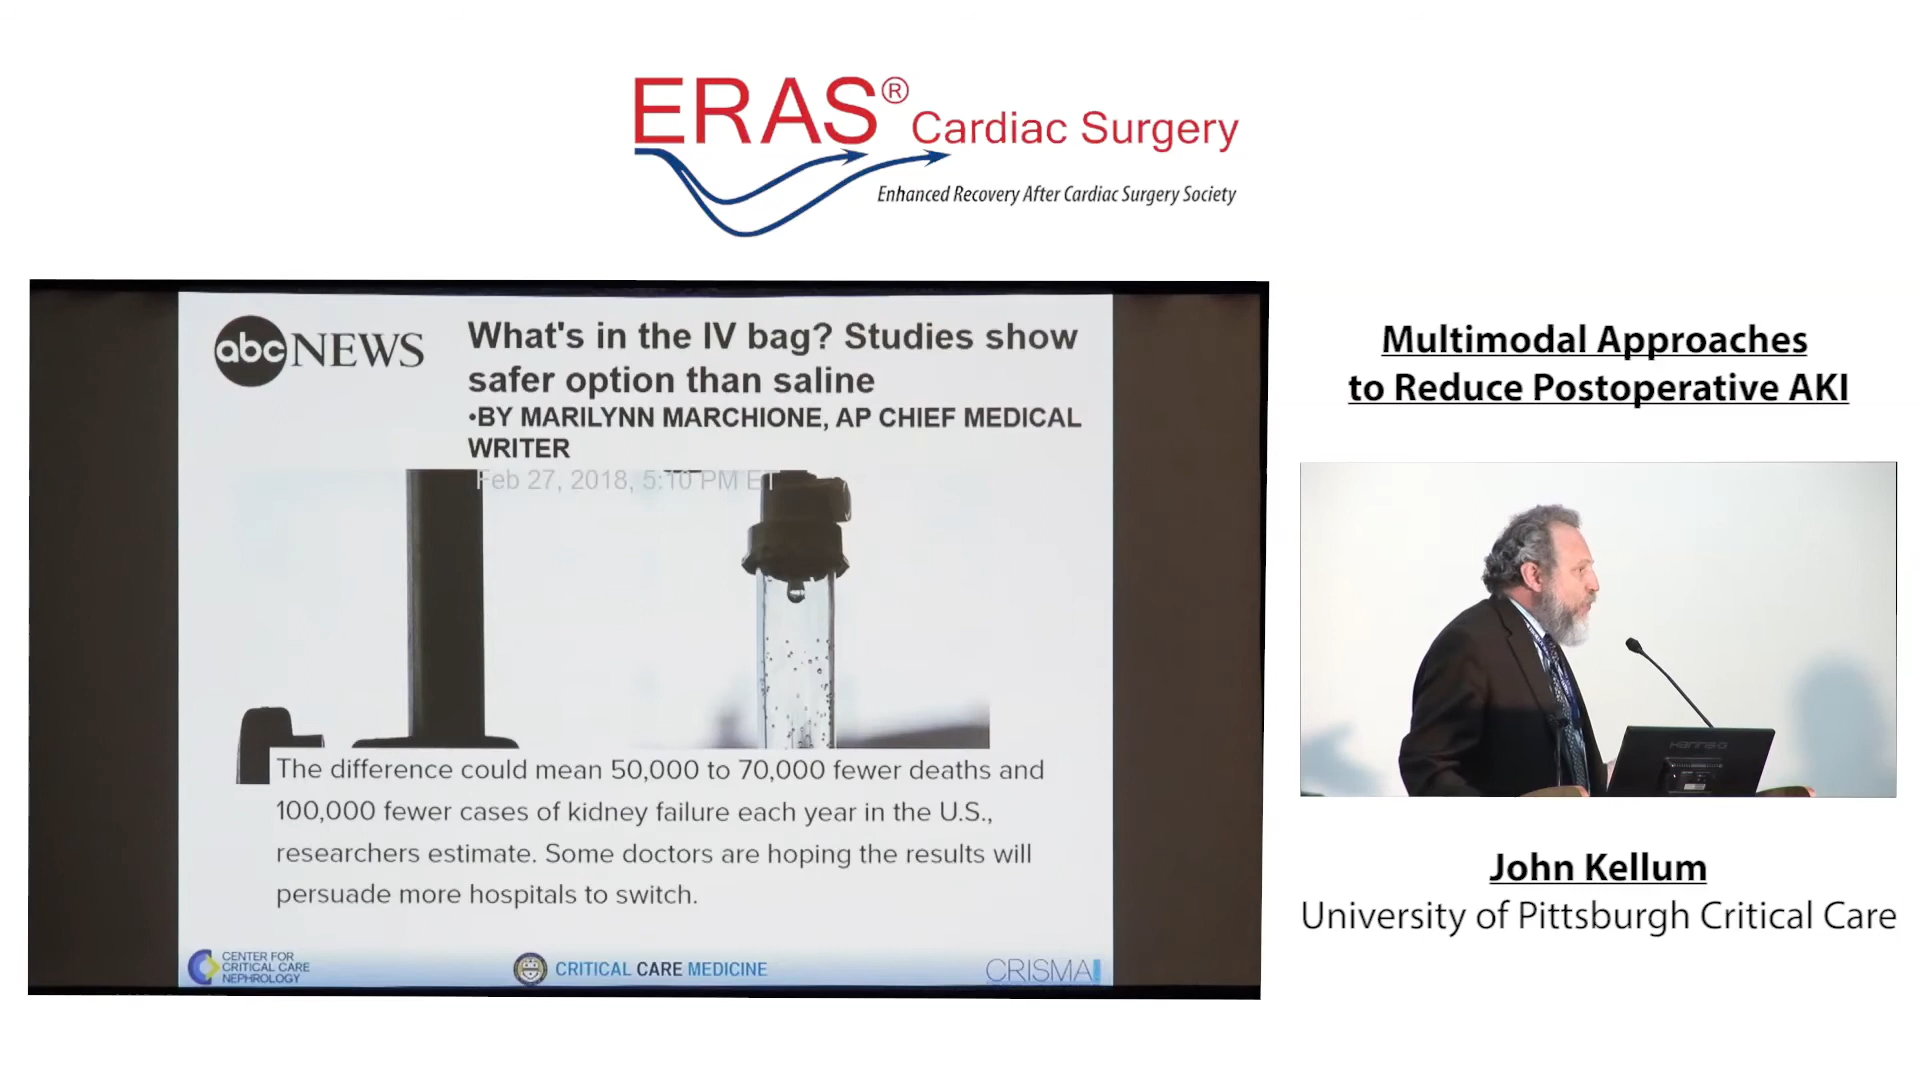 ERAS® Cardiac Surgery
Enhanced Recovery After Cardiac Surgery Society
abc NEWS
What's in the IV bag? Studies show
safer option than saline
•BY MARILYNN MARCHIONE, AP CHIEF MEDICAL
WRITER
Feb 27, 2018, 5:10 PM ET
The difference could mean 50,000 to 70,000 fewer deaths and
100,000 fewer cases of kidney failure each year in the U.S.,
researchers estimate. Some doctors are hoping the results will
persuade more hospitals to switch.
CENTER FOR
CRITICAL CARE
NEPHROLOGY
CRITICAL CARE MEDICINE
CRISMA
Multimodal Approaches
to Reduce Postoperative AKI
John Kellum
University of Pittsburgh Critical Care